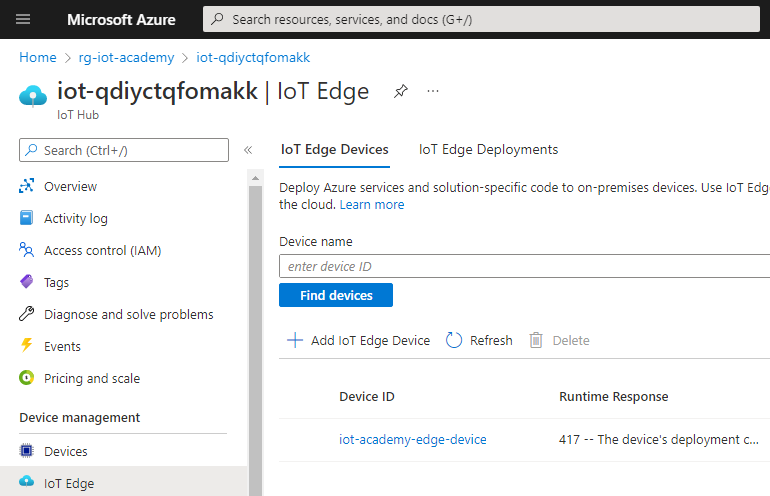 Microsoft Azure
Search resources, services, and docs (G+/)
Home > rg-iot-academy > iot-qdiyctqfomakk
iot-qdiyctqfomakk | IoT Edge
IoT Hub
Search (Ctrl+/)
Overview
Activity log
Access control (IAM)
Tags
Diagnose and solve problems
Events
Pricing and scale
Device management
Devices
IoT Edge
IoT Edge Devices IoT Edge Deployments
Deploy Azure services and solution-specific code to on-premises devices. Use IoT Edg
the cloud. Learn more
Device name
enter device ID
Find devices
Add IoT Edge Device Refresh Delete
Device ID Runtime Response
iot-academy-edge-device 417 -- The device's deployment c...